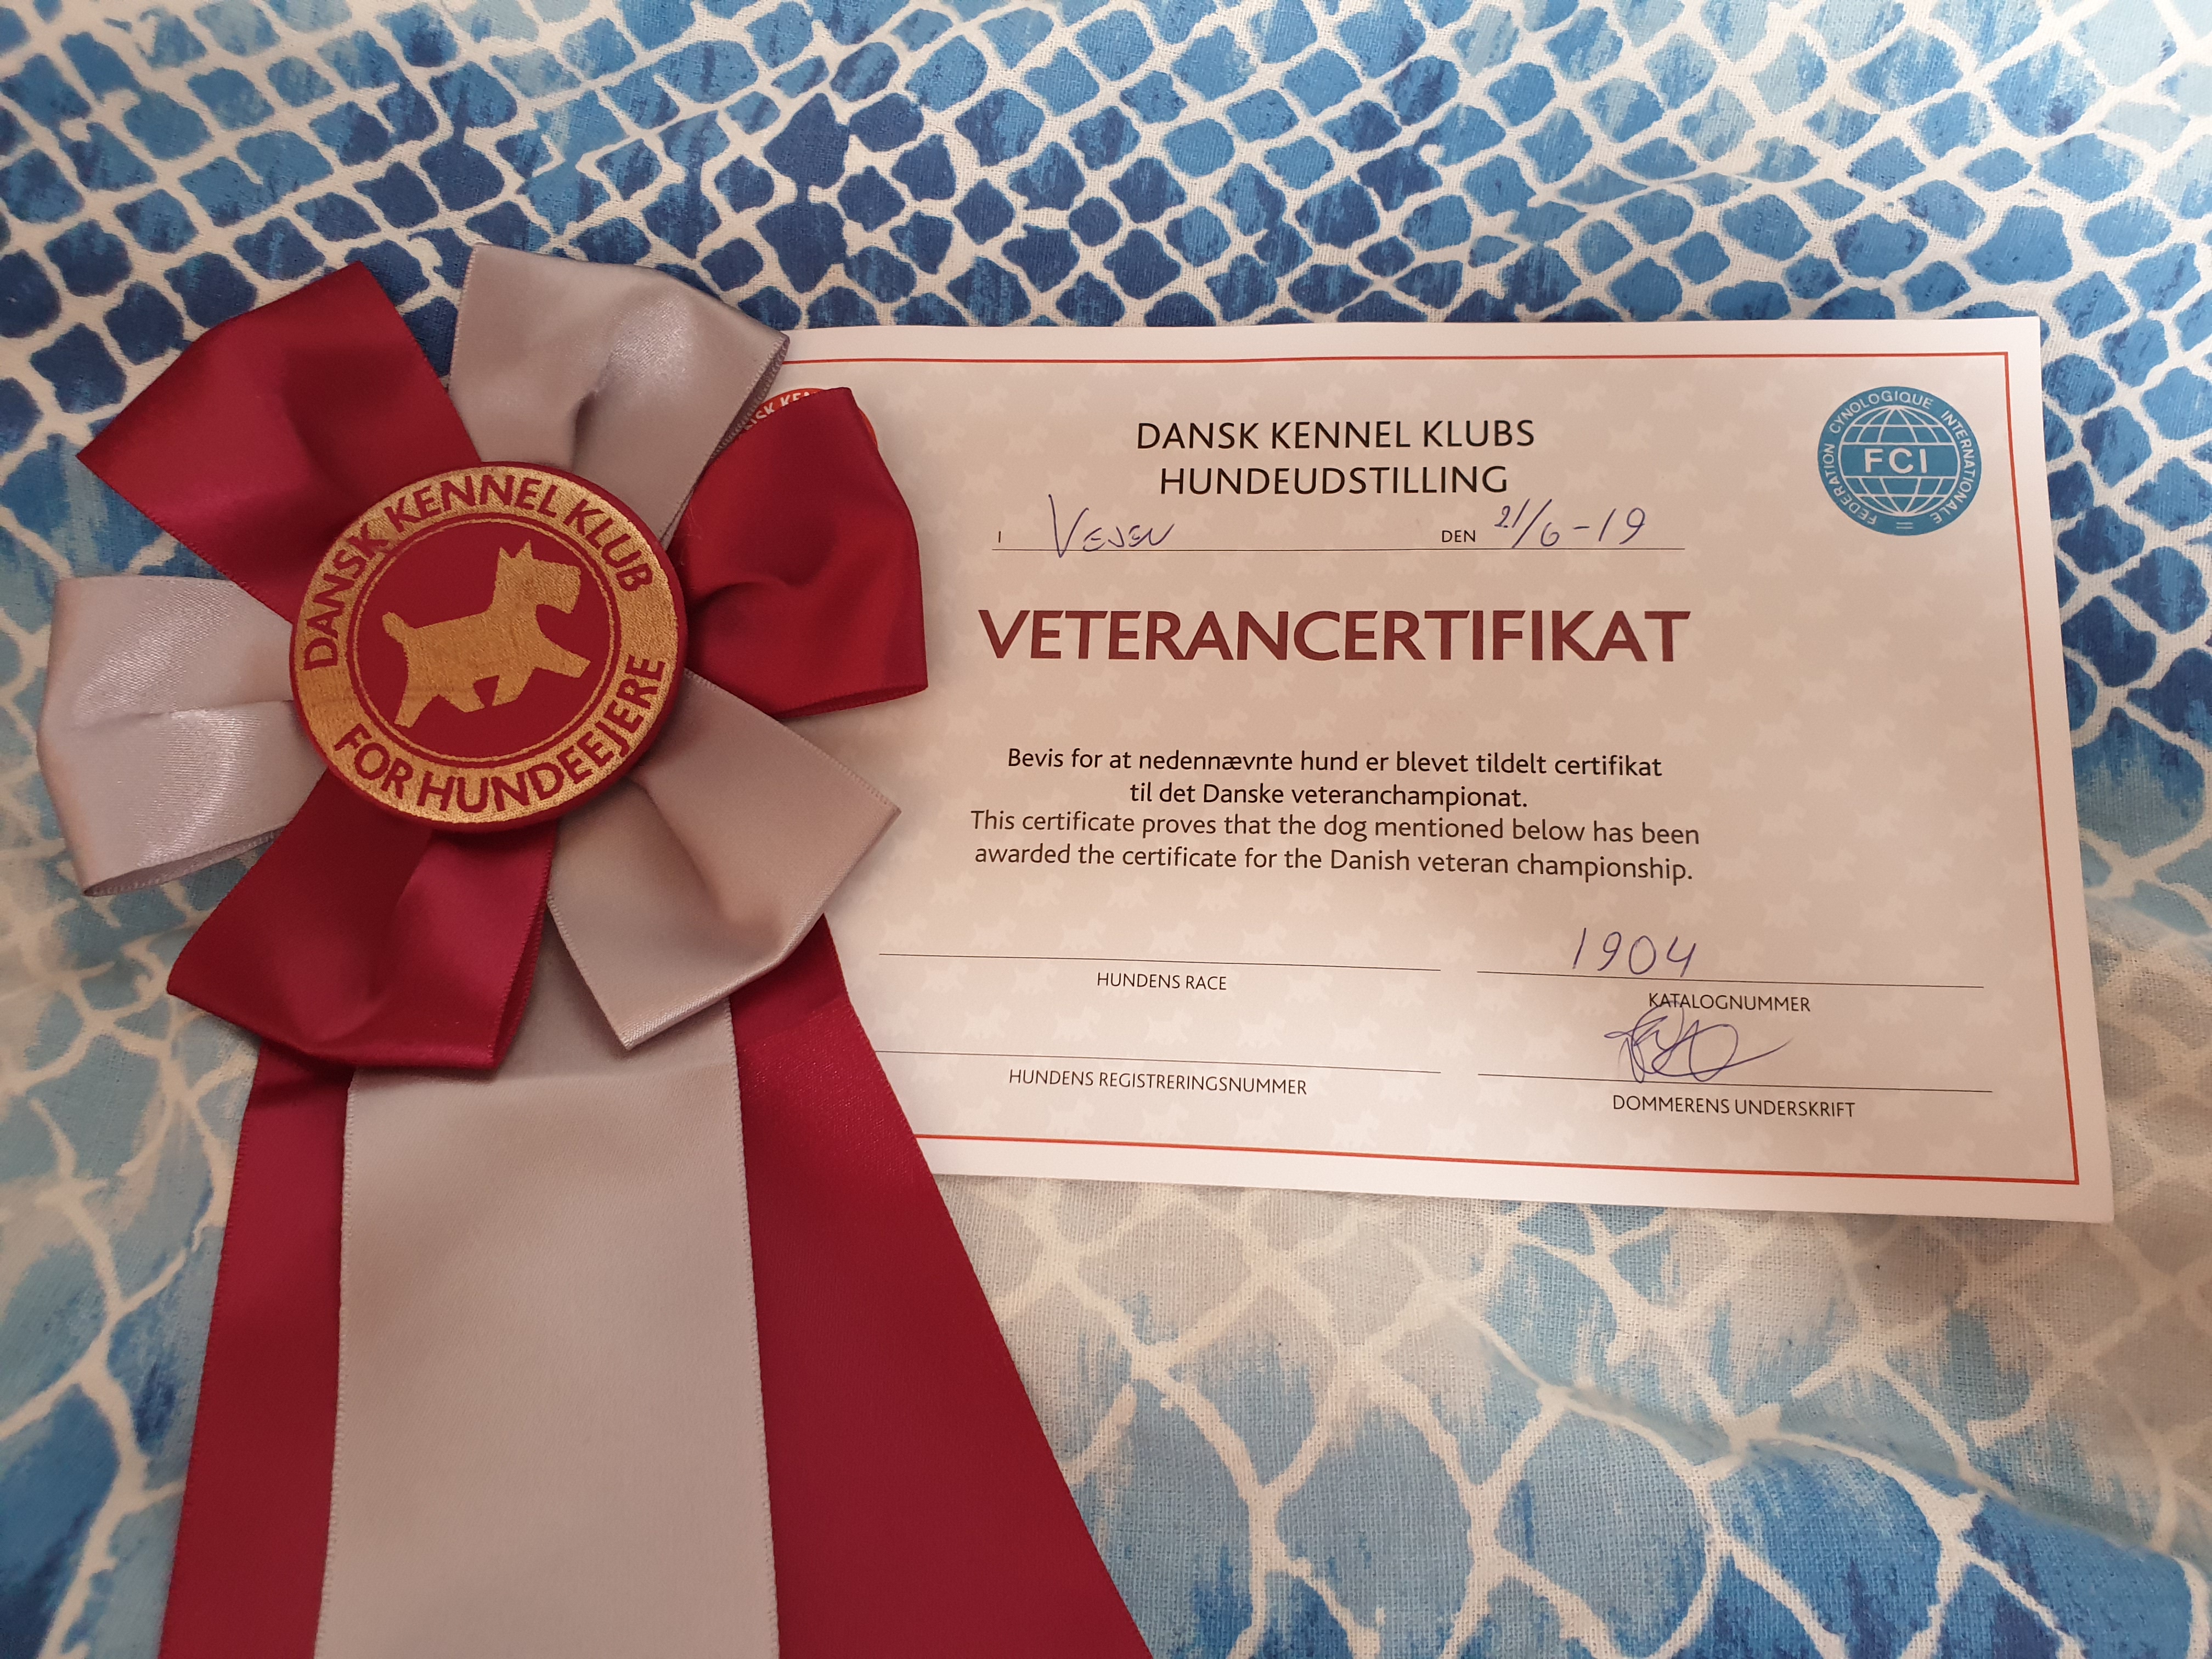 DANSK KENNEL KLUB
FOR HUNDEEJERE
SK KE
DANSK KENNEL KLUBS
HUNDEUDSTILLING
I VEJEN DEN 21/6-19
FEDERATION CYNOLOGIQUE INTERNATIONALE
FCI
VETERANCERTIFIKAT
Bevis for at nedennævnte hund er blevet tildelt certifikat
til det Danske veteranchampionat.
This certificate proves that the dog mentioned below has been
awarded the certificate for the Danish veteran championship.
1904
HUNDENS RACE
KATALOGNUMMER
HUNDENS REGISTRERINGSNUMMER
DOMMERENS UNDERSKRIFT